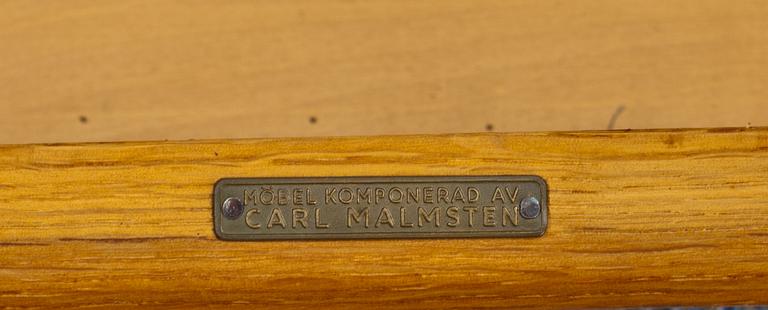 MÖBEL KOMPONERAD AV
CARL MALMSTEN